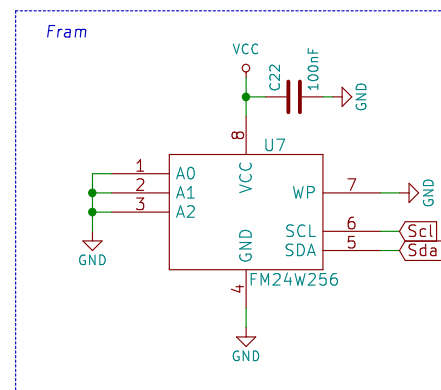 Fram
VCC
C22
100nF
GND
8
U7
1
A0
VCC
2
A1
WP
7
GND
3
A2
SCL
6
Scl
GND
SDA
5
Sda
GND
4
FM24W256
GND